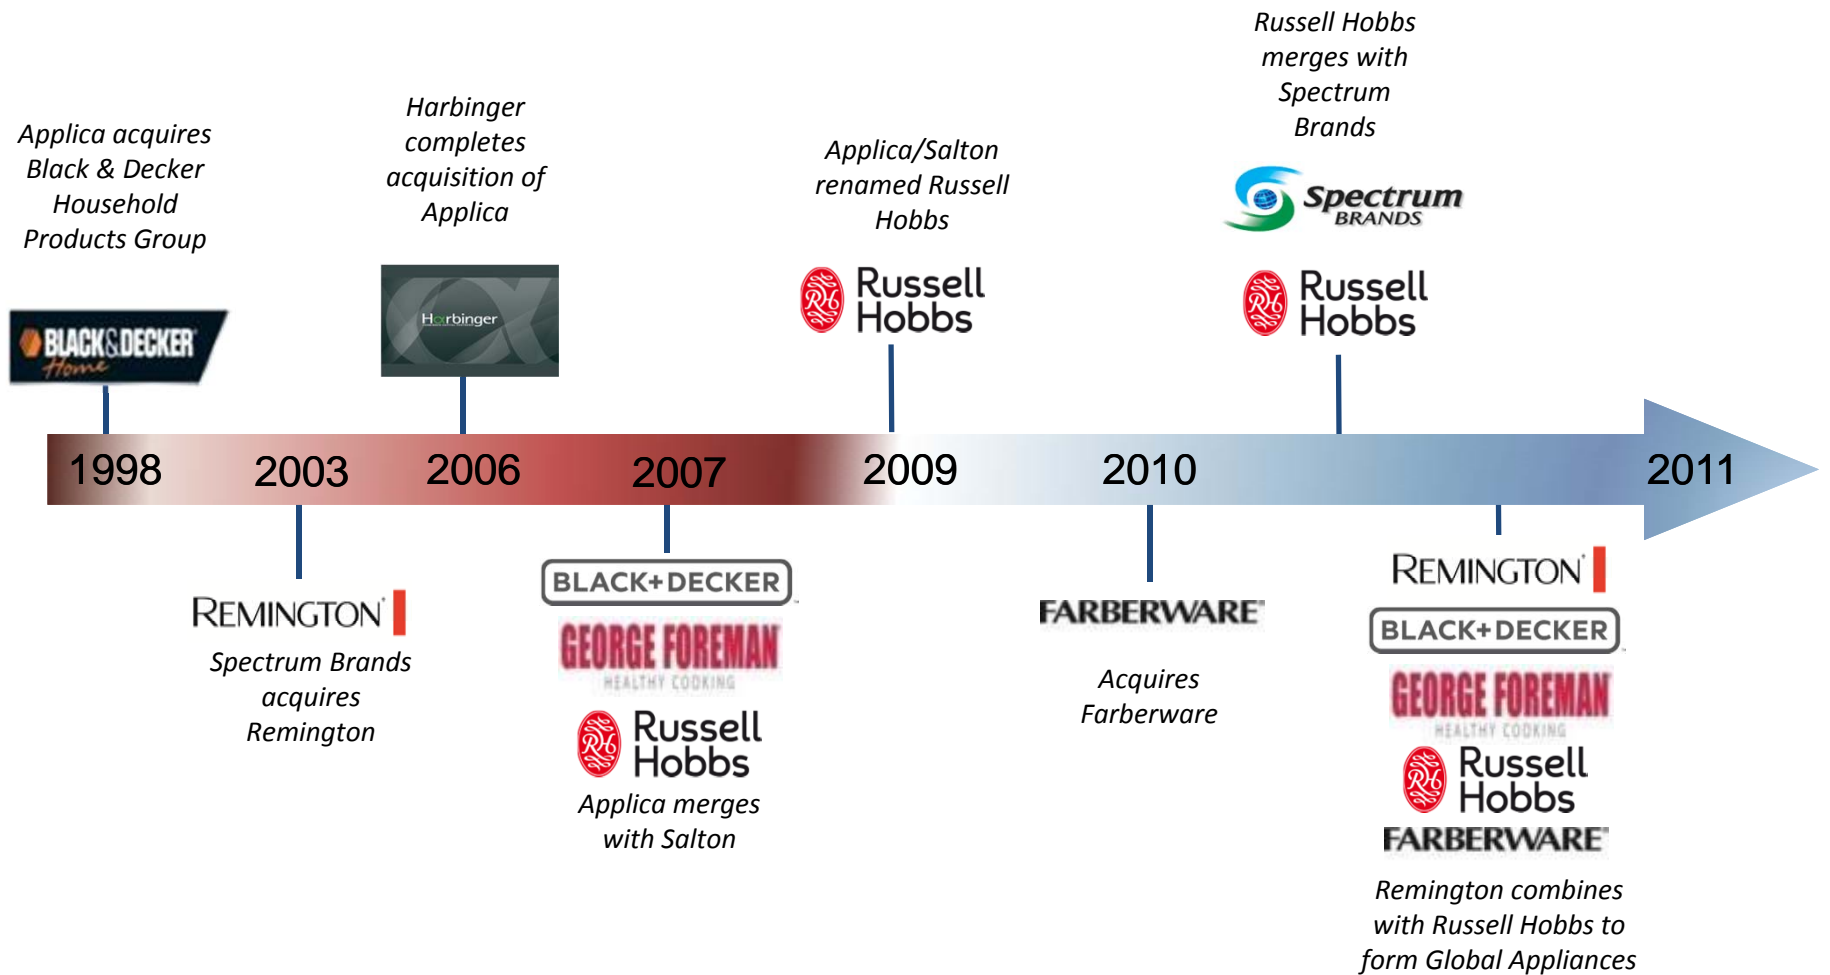 Applica acquires
Black & Decker
Household
Products Group
BLACK&DECKER
Home
Harbinger
completes
acquisition of
Applica
Harbinger
Applica/Salton
renamed Russell
Hobbs
Russell
Hobbs
Russell Hobbs
merges with
Spectrum
Brands
Spectrum
BRANDS
Russell
Hobbs
1998 2003 2006 2007 2009 2010 2011
REMINGTON
Spectrum Brands
acquires
Remington
BLACK+DECKER
GEORGE FOREMAN
HEALTHY COOKING
RH Russell
Hobbs
Applica merges
with Salton
FARBERWARE
Acquires
Farberware
REMINGTON
BLACK+DECKER
GEORGE FOREMAN
HEALTHY COOKING
RH Russell
Hobbs
FARBERWARE
Remington combines
with Russell Hobbs to
form Global Appliances